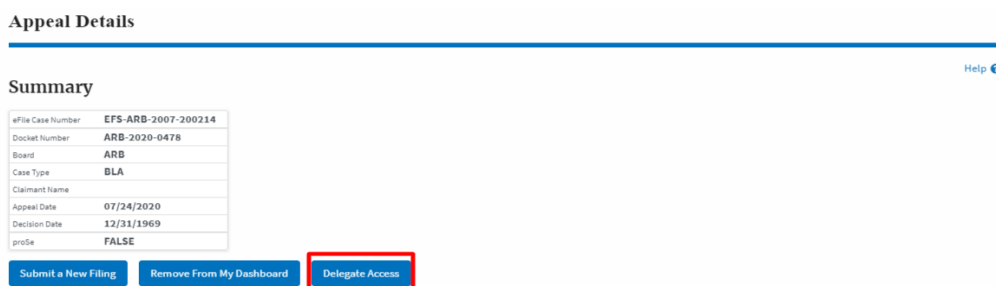 Appeal Details
Help
Summary
eFile Case Number EFS-ARB-2007-200214
Docket Number ARB-2020-0478
Board ARB
Case Type BLA
Claimant Name
Appeal Date 07/24/2020
Decision Date 12/31/1969
proSe FALSE
Submit a New Filing Remove From My Dashboard Delegate Access